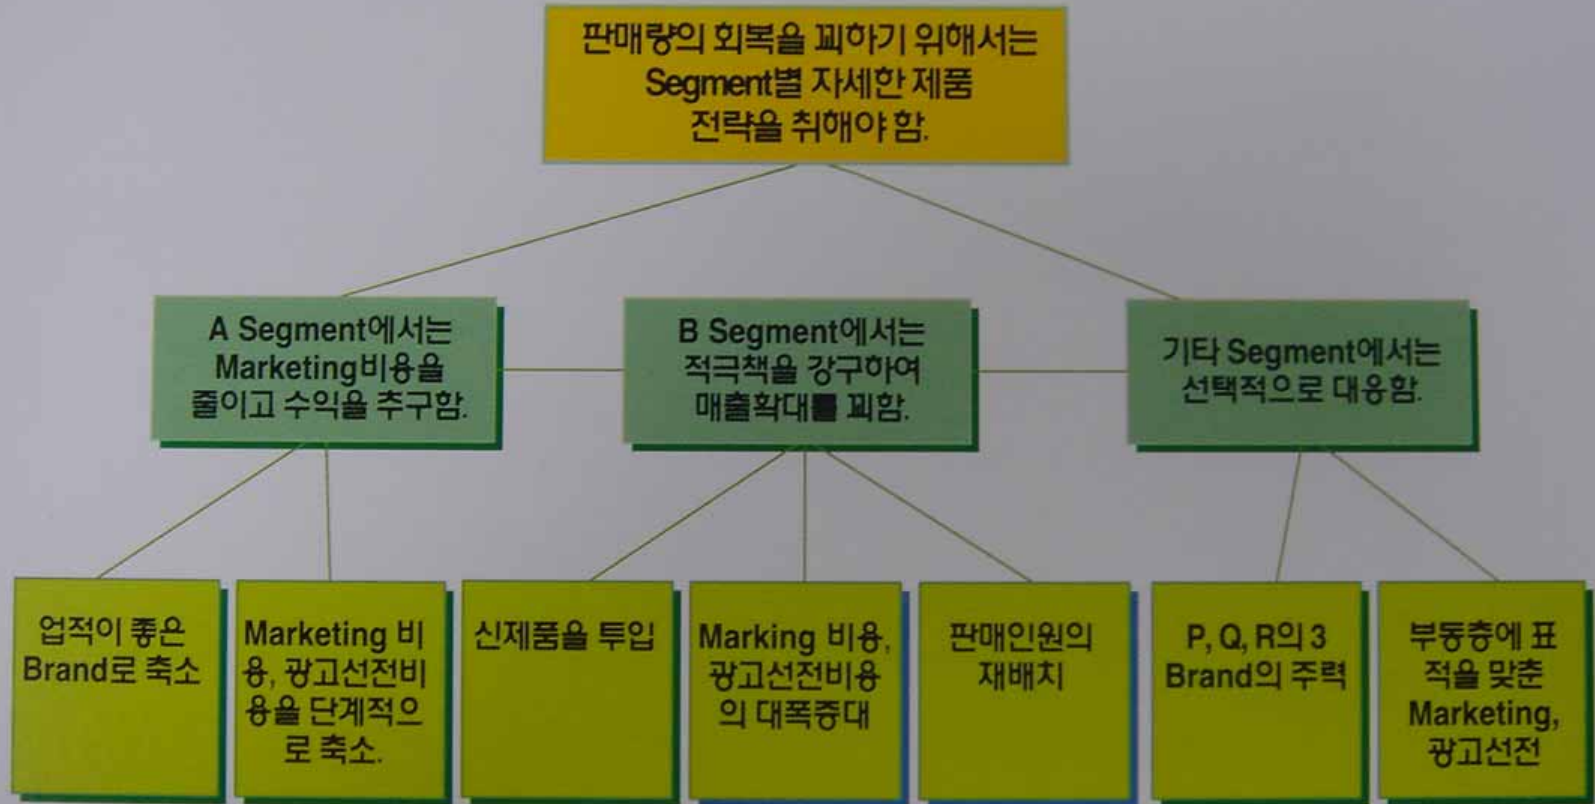 판매량의 회복을 꾀하기 위해서는
Segment별 자세한 제품
전략을 취해야 함.
A Segment에서는
Marketing비용을
줄이고 수익을 추구함.
B Segment에서는
적극책을 강구하여
매출확대를 꾀함.
기타 Segment에서는
선택적으로 대응함.
업적이 좋은
Brand로 축소
Marketing 비
용, 광고선전비
용을 단계적으
로 축소.
신제품을 투입
Marking 비용,
광고선전비용
의 대폭증대
판매인원의
재배치
P, Q, R의 3
Brand의 주력
부동층에 표
적을 맞춘
Marketing,
광고선전